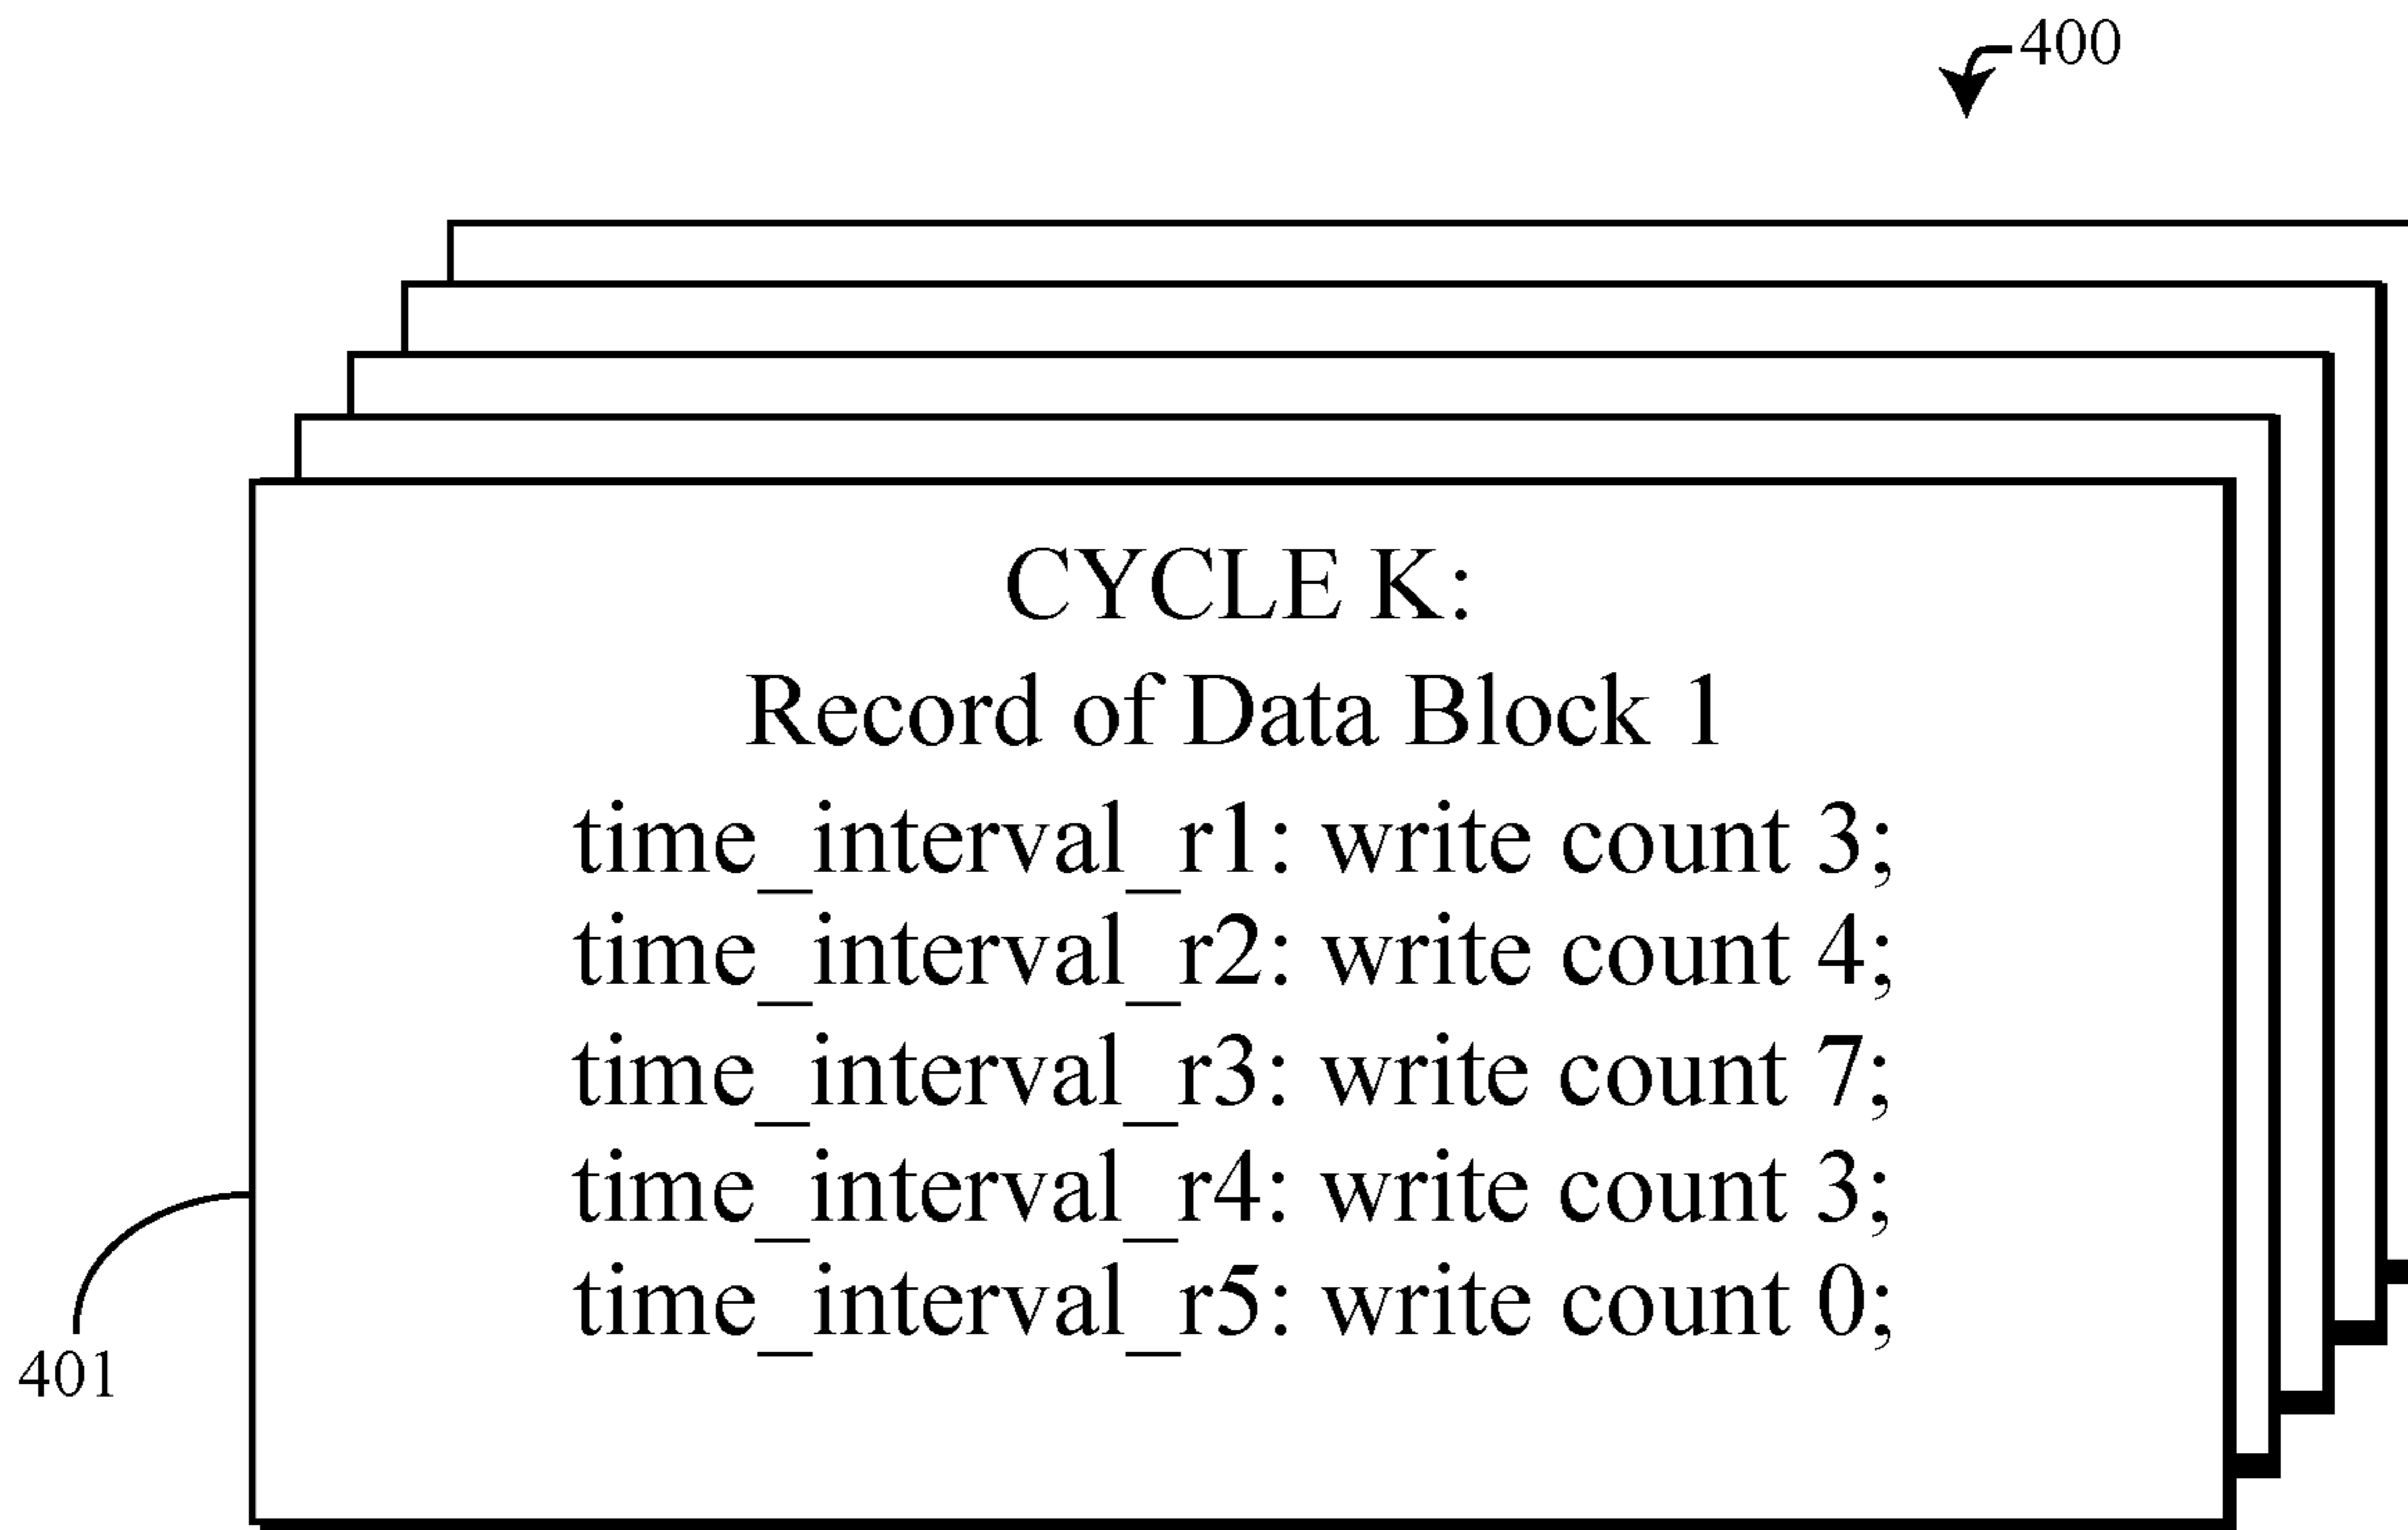 400
CYCLE K:
Record of Data Block 1
time_interval_r1: write count 3;
time_interval_r2: write count 4;
time_interval_r3: write count 7;
time_interval_r4: write count 3;
time_interval_r5: write count 0;
401